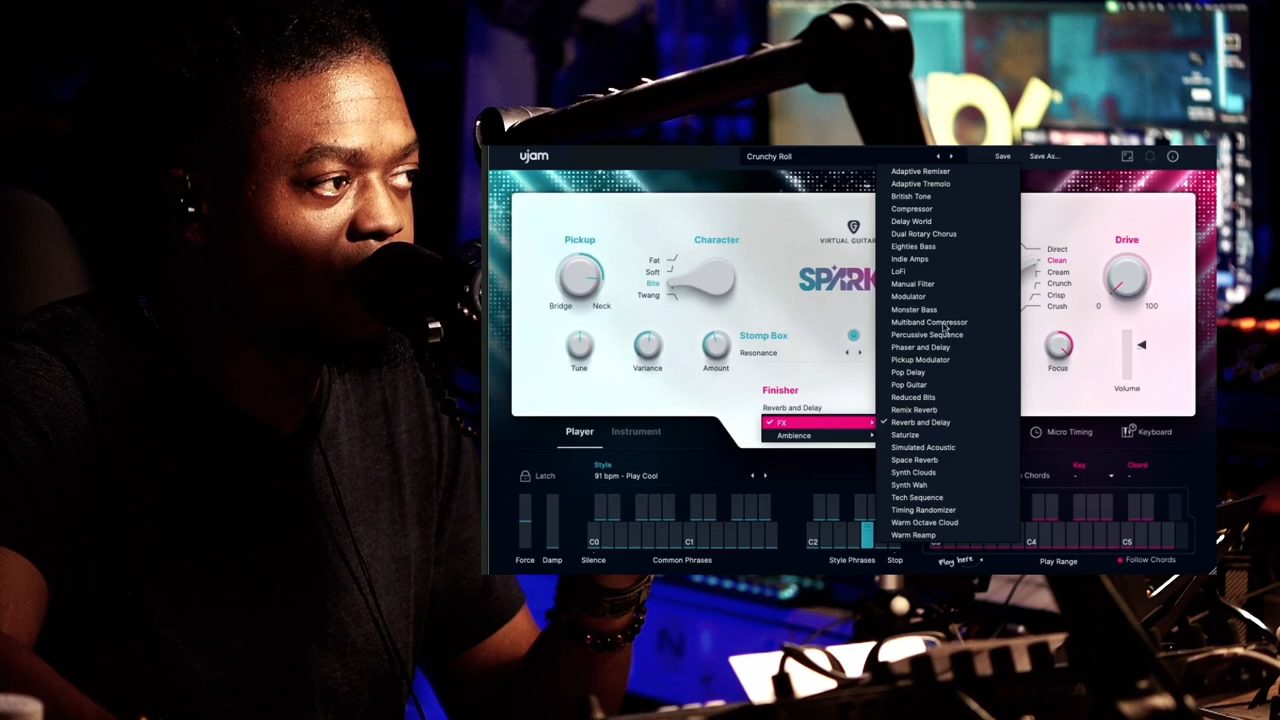 ujam
Crunchy Roll
Save
Save As...
Adaptive Remixer
Adaptive Tremolo
British Tone
Compressor
Delay World
Dual Rotary Chorus
Eighties Bass
Indie Amps
LoFi
Manual Filter
Modulator
Monster Bass
Multiband Compressor
Percussive Sequence
Phaser and Delay
Pickup Modulator
Pop Delay
Pop Guitar
Reduced Bits
Remix Reverb
Reverb and Delay
Saturize
Simulated Acoustic
Space Reverb
Synth Clouds
Synth Wah
Tech Sequence
Timing Randomizer
Warm Octave Cloud
Warm Reamp
Pickup
Bridge
Neck
Character
Fat
Soft
Bite
Twang
VIRTUAL GUITAR
SPARK
Direct
Clean
Cream
Crunch
Crisp
Crush
Drive
0
100
Tune
Variance
Amount
Stomp Box
Resonance
Focus
Volume
Finisher
Reverb and Delay
FX
Ambience
Player
Instrument
Micro Timing
Keyboard
Latch
Style
91 bpm - Play Cool
Chords
Key
-
Chord
-
C0
C1
C2
C4
C5
Force
Damp
Silence
Common Phrases
Style Phrases
Stop
Play here
Play Range
Follow Chords